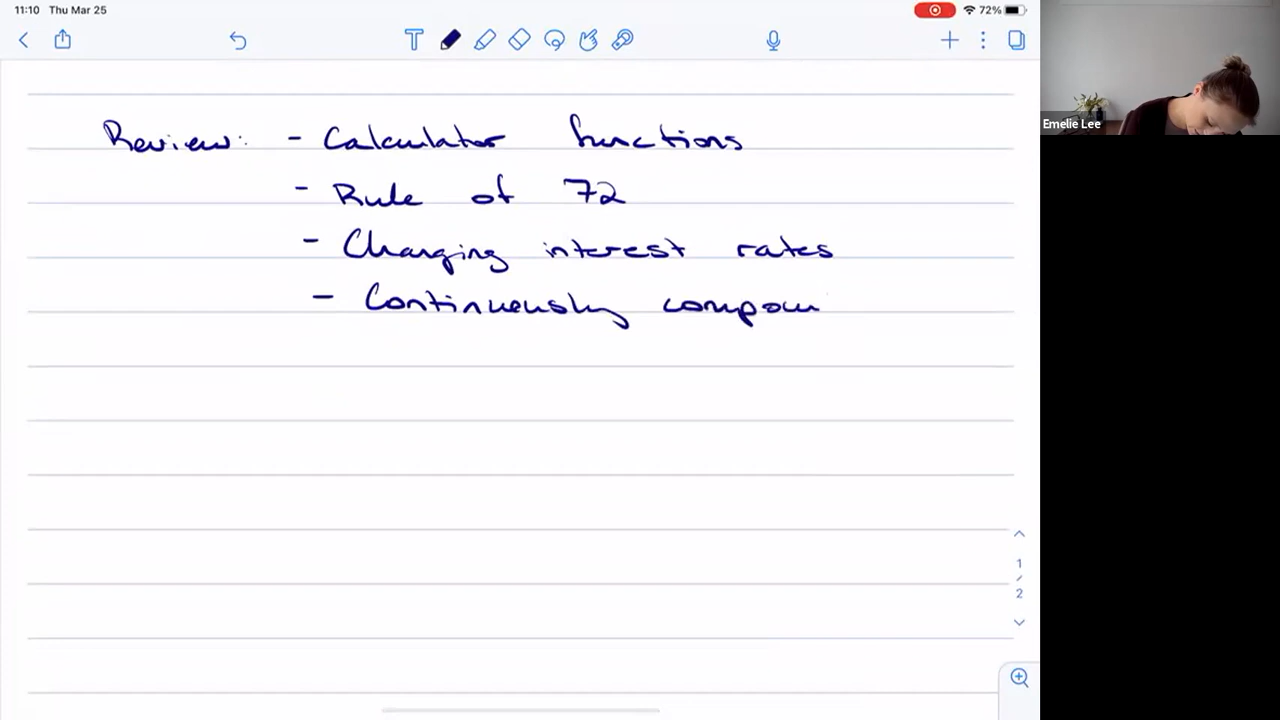 11:10 Thu Mar 25
72%
T
Review: - Calculator functions
- Rule of 72
- Changing interest rates
- Continuously compoun
Emelie Lee
1
2